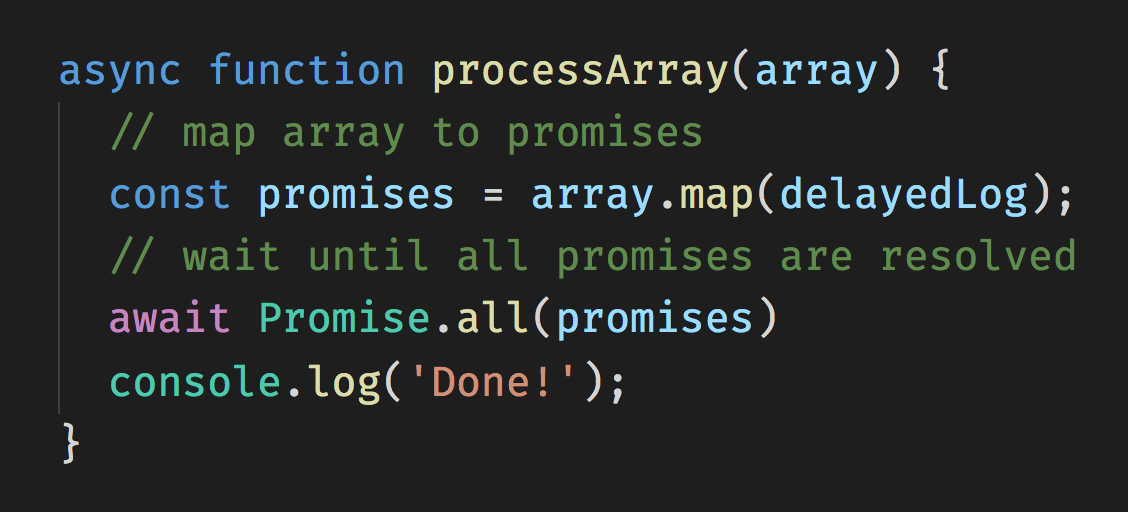 async function processArray(array) {
// map array to promises
const promises = array.map(delayedLog);
// wait until all promises are resolved
await Promise.all(promises)
console.log('Done!');
}